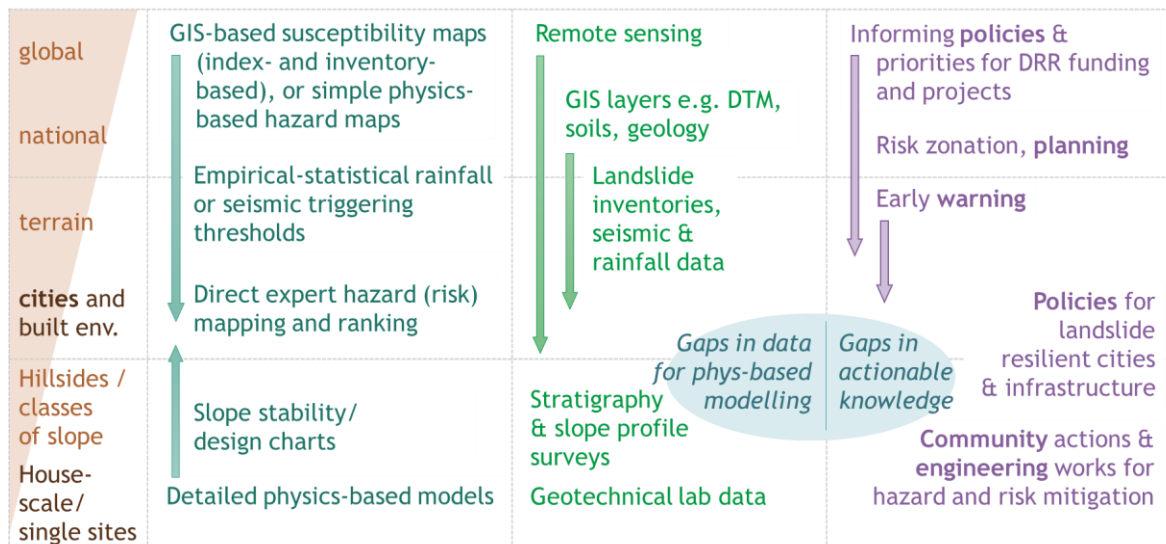 global
national
terrain
cities and
built env.
Hillsides /
classes
of slope
House-
scale/
single sites
GIS-based susceptibility maps
(index- and inventory-
based), or simple physics-
based hazard maps
Empirical-statistical rainfall
or seismic triggering
thresholds
Direct expert hazard (risk)
mapping and ranking
Slope stability/
design charts
Detailed physics-based models
Remote sensing
GIS layers e.g. DTM,
soils, geology
Landslide
inventories,
seismic &
rainfall data
Gaps in data
for phys-based
modelling
Stratigraphy
& slope profile
surveys
Geotechnical lab data
Informing policies &
priorities for DRR funding
and projects
Risk zonation, planning
Early warning
Gaps in
actionable
knowledge
Policies for
landslide
resilient cities
& infrastructure
Community actions &
engineering works for
hazard and risk mitigation